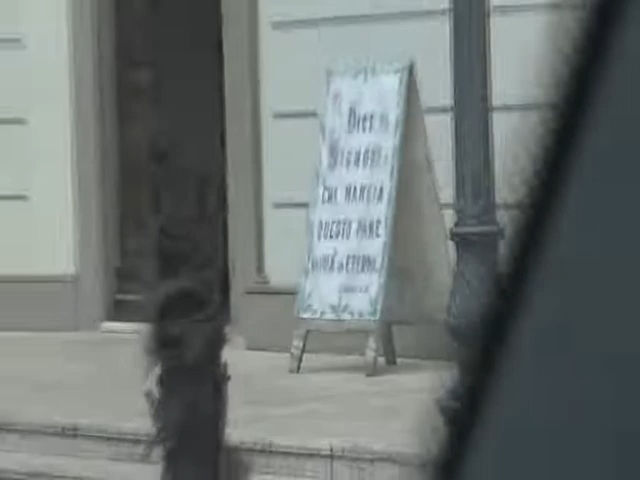 Dice il
Signore:
CHI MANGIA
QUESTO PANE
VIVRÀ in ETERNO